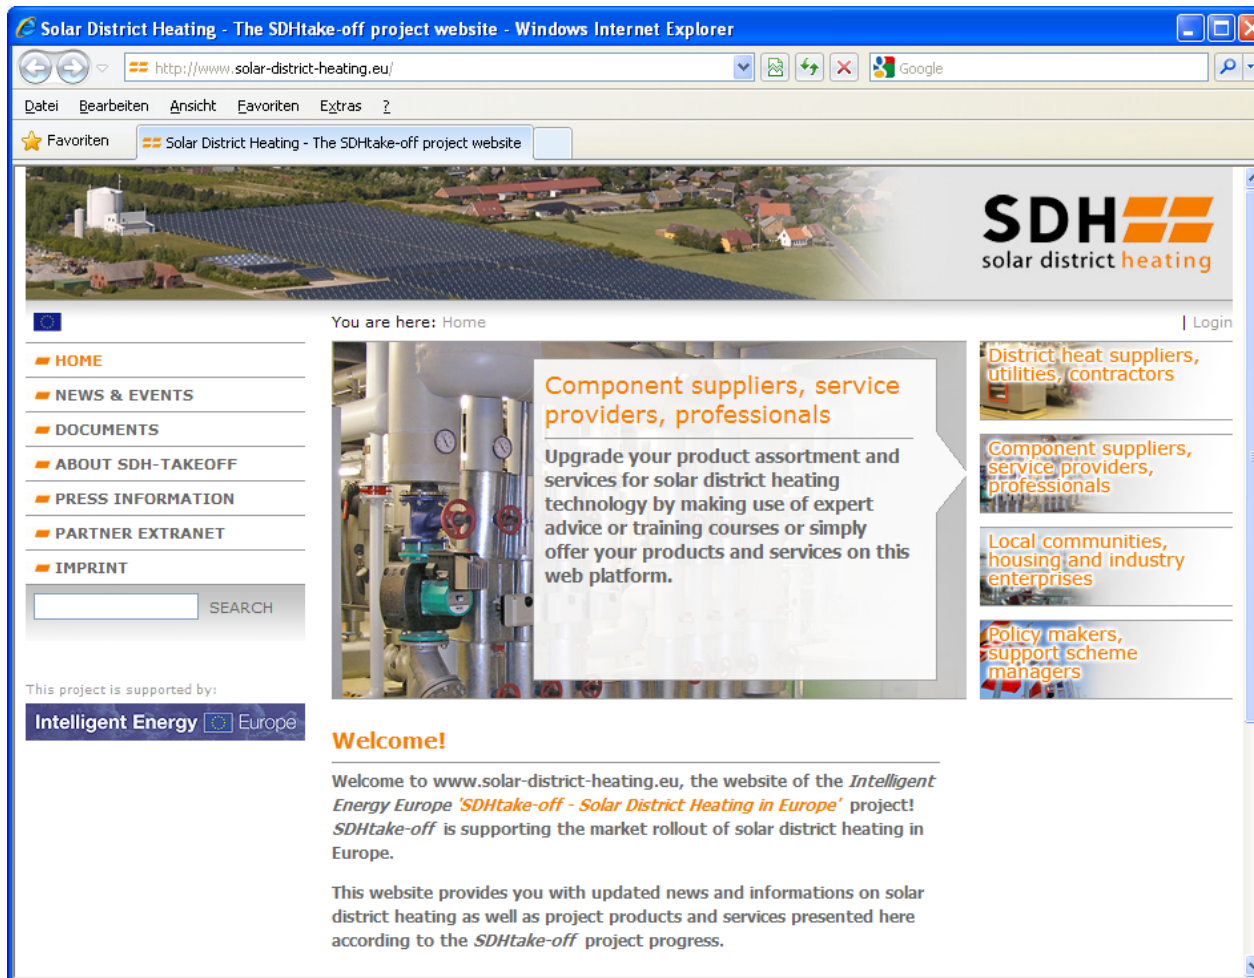 Solar District Heating - The SDHtake-off project website - Windows Internet Explorer
http://www.solar-district-heating.eu/
Google
Datei Bearbeiten Ansicht Favoriten Extras ?
Favoriten
Solar District Heating - The SDHtake-off project website
SDH
solar district heating
You are here: Home
| Login
HOME
NEWS & EVENTS
DOCUMENTS
ABOUT SDH-TAKEOFF
PRESS INFORMATION
PARTNER EXTRANET
IMPRINT
SEARCH
This project is supported by:
Intelligent Energy Europe
Component suppliers, service
providers, professionals
Upgrade your product assortment and
services for solar district heating
technology by making use of expert
advice or training courses or simply
offer your products and services on this
web platform.
District heat suppliers,
utilities, contractors
Component suppliers,
service providers,
professionals
Local communities,
housing and industry
enterprises
Policy makers,
support scheme
managers
Welcome!
Welcome to www.solar-district-heating.eu, the website of the Intelligent
Energy Europe 'SDHtake-off - Solar District Heating in Europe' project!
SDHtake-off is supporting the market rollout of solar district heating in
Europe.
This website provides you with updated news and informations on solar
district heating as well as project products and services presented here
according to the SDHtake-off project progress.